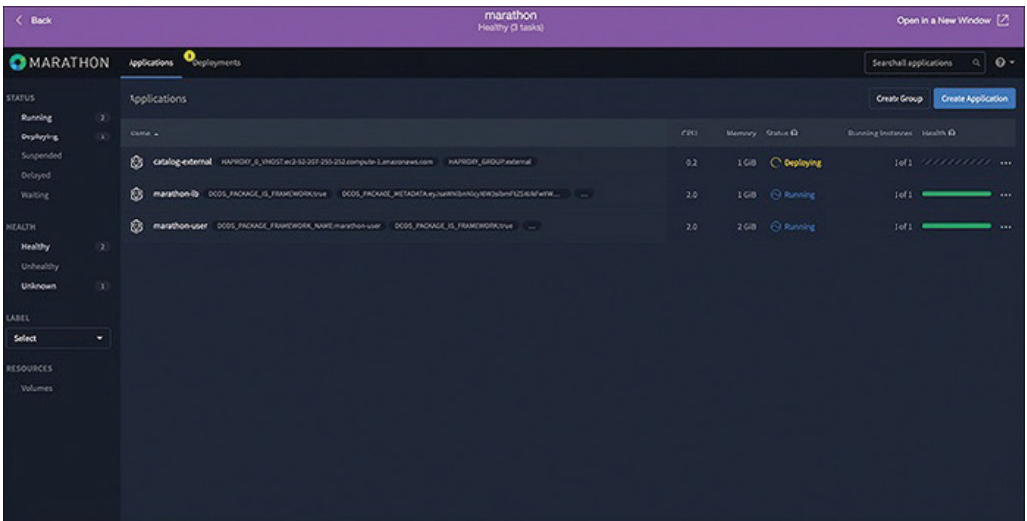 Back
marathon
Healthy (3 tasks)
Open in a New Window
MARATHON
Applications
Deployments
Search all applications
STATUS
Running 2
Deploying 1
Suspended
Delayed
Waiting
HEALTH
Healthy 2
Unhealthy
Unknown 1
LABEL
Select
RESOURCES
Volumes
Applications
Create Group
Create Application
Name CPU Memory Status Running Instances Health
catalog-external HAPROXY_0_VHOST:ec2-52-207-255-252.compute-1.amazonaws.com HAPROXY_GROUP:external 0.2 1 GiB Deploying 1 of 1 ...
marathon-lb DCOS_PACKAGE_IS_FRAMEWORK:true ... 2.0 1 GiB Running 1 of 1 ...
marathon-user DCOS_PACKAGE_FRAMEWORK_NAME:marathon-user DCOS_PACKAGE_IS_FRAMEWORK:true ... 2.0 2 GiB Running 1 of 1 ...